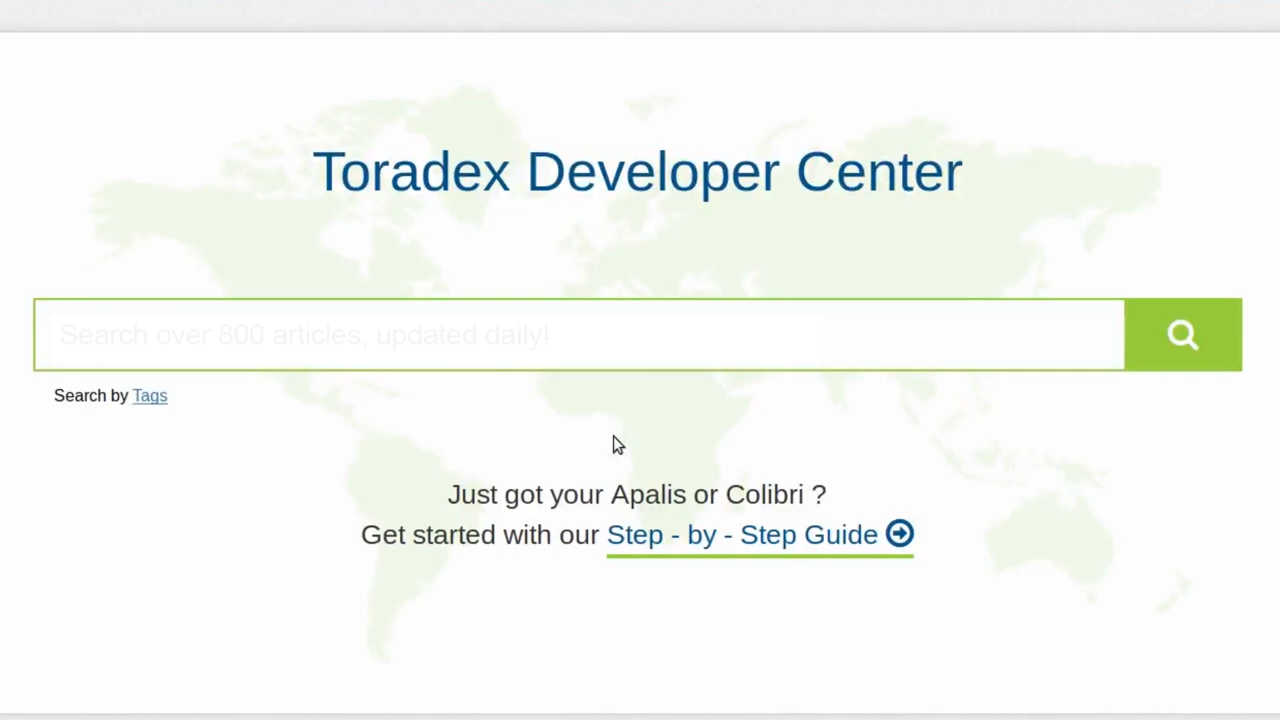 Toradex Developer Center
Search over 800 articles, updated daily!
Search by Tags
Just got your Apalis or Colibri ?
Get started with our Step - by - Step Guide